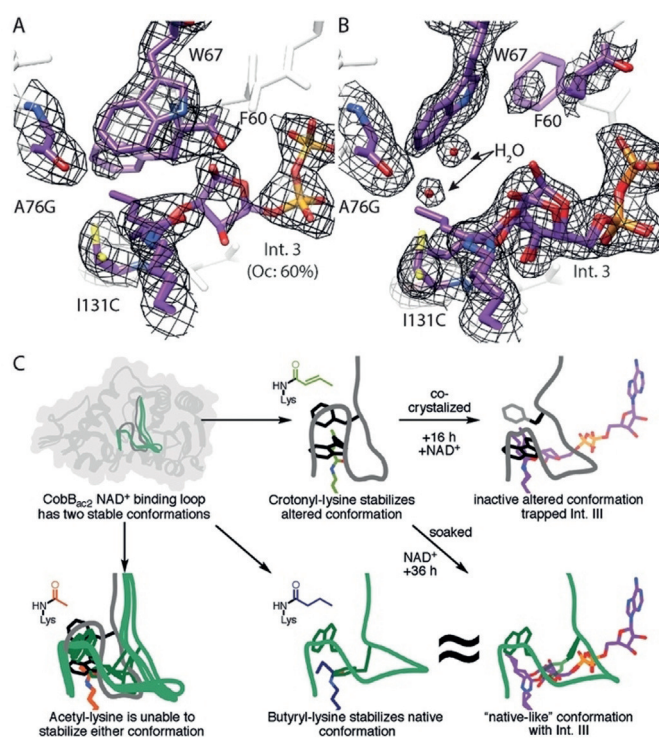 A
W67
F60
A76G
I131C
Int. 3
(Oc: 60%)
B
W67
F60
H₂O
A76G
I131C
Int. 3
C
CobBac2 NAD⁺ binding loop
has two stable conformations
O
HN
Lys
Crotonyl-lysine stabilizes
altered conformation
co-
crystalized
+16 h
+NAD⁺
inactive altered conformation
trapped Int. III
soaked
NAD⁺
+36 h
O
HN
Lys
Acetyl-lysine is unable to
stabilize either conformation
O
HN
Lys
Butyryl-lysine stabilizes native
conformation
≈
"native-like" conformation
with Int. III